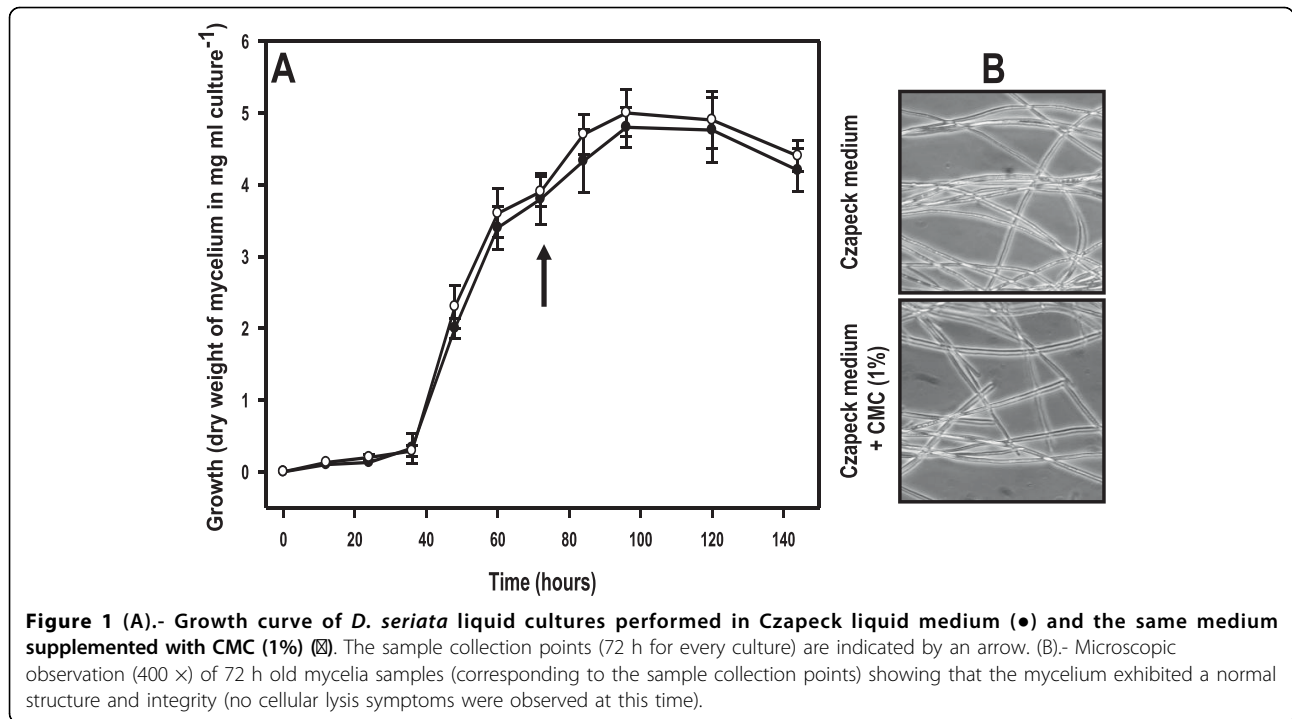 A
Growth (dry weight of mycelium in mg ml culture-1)
6
5
4
3
2
1
0
0 20 40 60 80 100 120 140
Time (hours)
B
Czapeck medium
Czapeck medium
+ CMC (1%)
Figure 1 (A).- Growth curve of D. seriata liquid cultures performed in Czapeck liquid medium (●) and the same medium
supplemented with CMC (1%) (〿). The sample collection points (72 h for every culture) are indicated by an arrow. (B).- Microscopic
observation (400 ×) of 72 h old mycelia samples (corresponding to the sample collection points) showing that the mycelium exhibited a normal
structure and integrity (no cellular lysis symptoms were observed at this time).